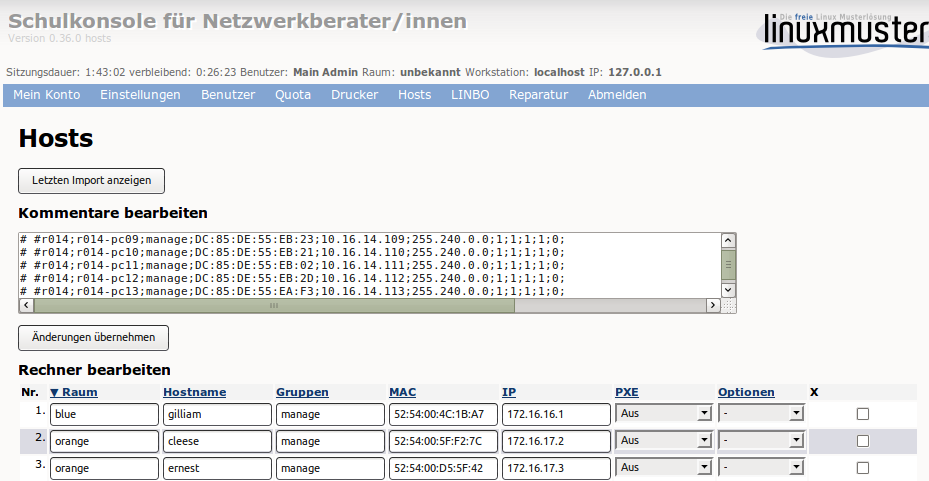 Schulkonsole für Netzwerkberater/innen
Version 0.36.0 hosts
Die freie Linux Musterlösung
linuxmuster
Sitzungsdauer: 1:43:02 verbleibend: 0:26:23 Benutzer: Main Admin Raum: unbekannt Workstation: localhost IP: 127.0.0.1
Mein Konto Einstellungen Benutzer Quota Drucker Hosts LINBO Reparatur Abmelden
Hosts
Letzten Import anzeigen
Kommentare bearbeiten
# #r014;r014-pc09;manage;DC:85:DE:55:EB:23;10.16.14.109;255.240.0.0;1;1;1;1;0;
# #r014;r014-pc10;manage;DC:85:DE:55:EB:21;10.16.14.110;255.240.0.0;1;1;1;1;0;
# #r014;r014-pc11;manage;DC:85:DE:55:EB:02;10.16.14.111;255.240.0.0;1;1;1;1;0;
# #r014;r014-pc12;manage;DC:85:DE:55:EB:2D;10.16.14.112;255.240.0.0;1;1;1;1;0;
# #r014;r014-pc13;manage;DC:85:DE:55:EA:F3;10.16.14.113;255.240.0.0;1;1;1;1;0;
Änderungen übernehmen
Rechner bearbeiten
Nr. ▼ Raum Hostname Gruppen MAC IP PXE Optionen X
1. blue gilliam manage 52:54:00:4C:1B:A7 172.16.16.1 Aus -
2. orange cleese manage 52:54:00:5F:F2:7C 172.16.17.2 Aus -
3. orange ernest manage 52:54:00:D5:5F:42 172.16.17.3 Aus -